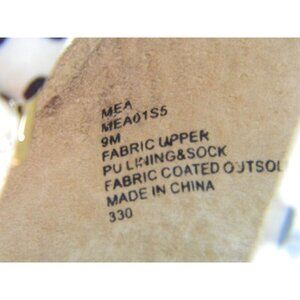 MEA
MEA01S5
9M
FABRIC UPPER
PU LINING&SOCK
FABRIC COATED OUTSOL
MADE IN CHINA
330